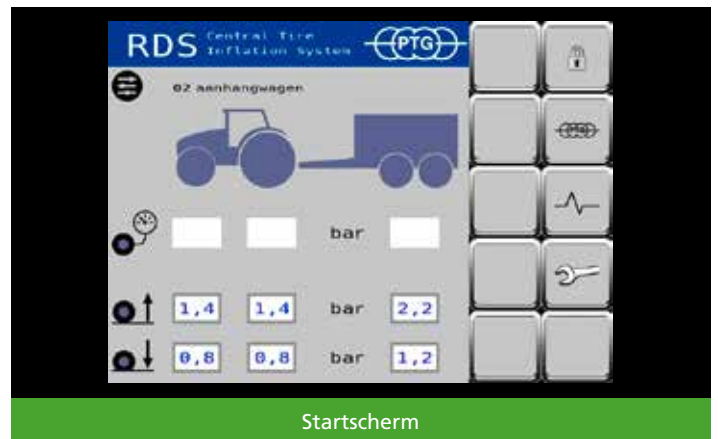 RDS
Central Tire
Inflation System
PTG
02 aanhangwagen
PTG
bar
1,4 1,4 bar 2,2
0,8 0,8 bar 1,2
Startscherm